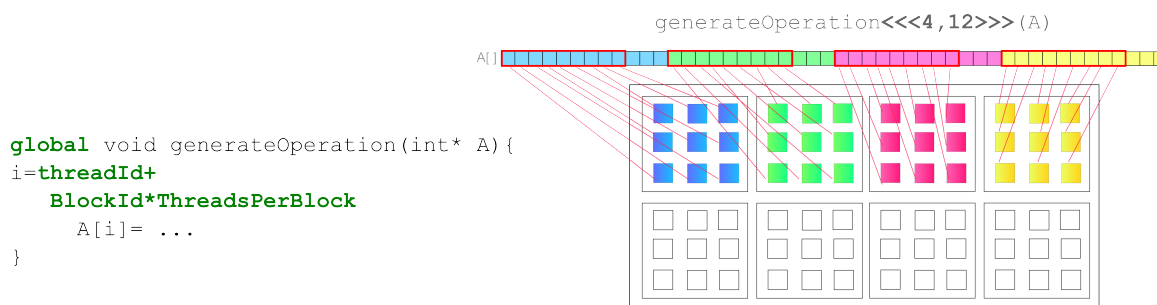 generateOperation<<<4,12>>>(A)
A[]
global void generateOperation(int* A){
i=threadId+
BlockId*ThreadsPerBlock
A[i]= ...
}